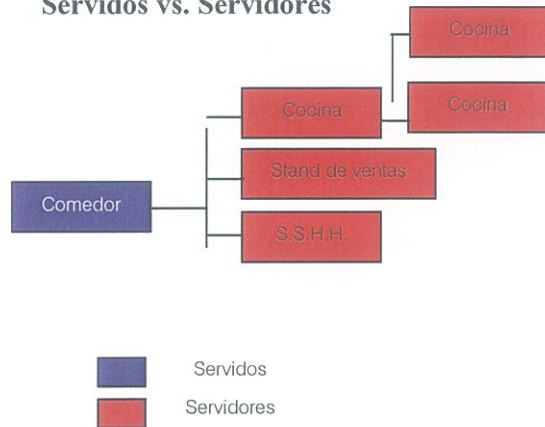 Servidos vs. Servidores
Cocina
Cocina
Cocina
Stand de ventas
Comedor
S.S.H.H.
Servidos
Servidores